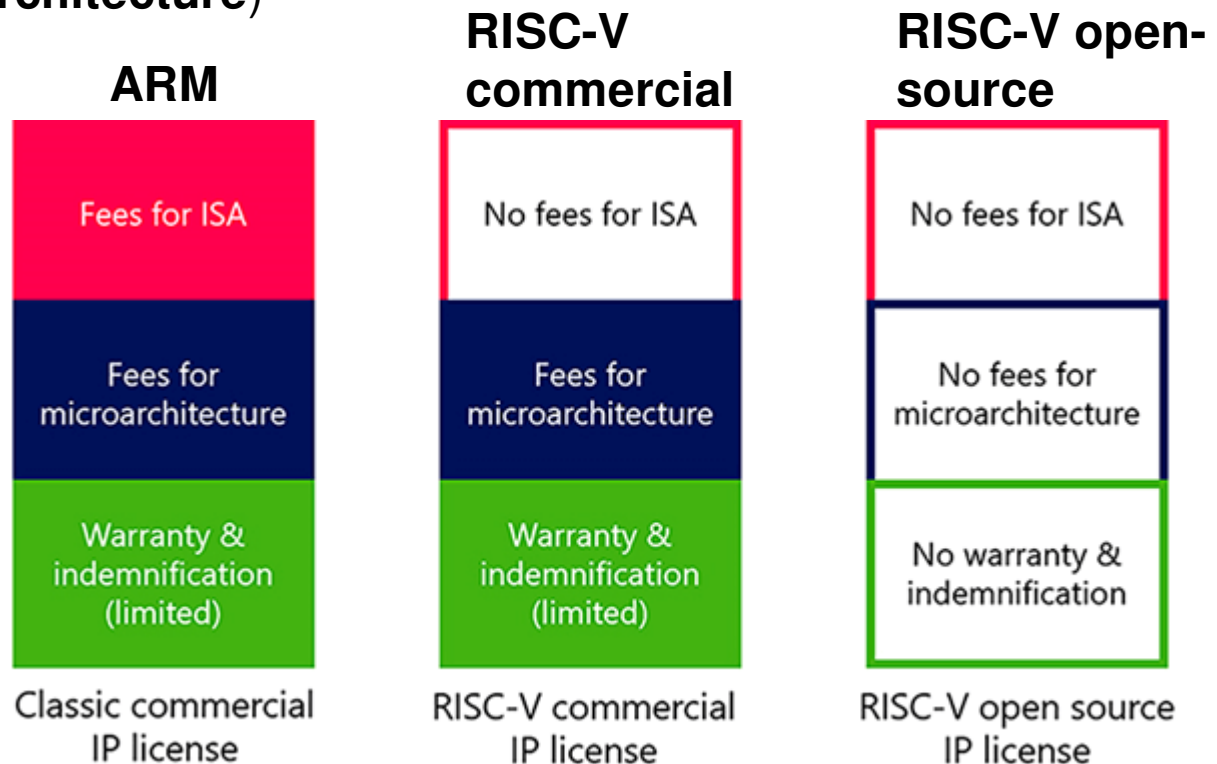 rchitecture)
ARM
RISC-V
commercial
RISC-V open-
source
Fees for ISA
No fees for ISA
No fees for ISA
Fees for
microarchitecture
Fees for
microarchitecture
No fees for
microarchitecture
Warranty &
indemnification
(limited)
Warranty &
indemnification
(limited)
No warranty &
indemnification
Classic commercial
IP license
RISC-V commercial
IP license
RISC-V open source
IP license